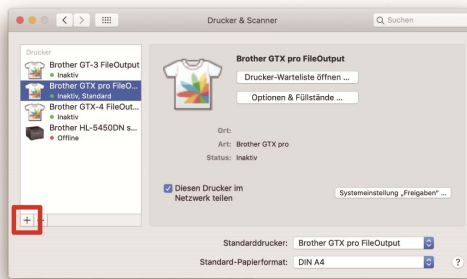 Drucker & Scanner
Suchen
Drucker
Brother GT-3 FileOutput
Inaktiv
Brother GTX pro FileO...
Inaktiv, Standard
Brother GTX-4 FileOut...
Inaktiv
Brother HL-5450DN s...
Offline
+
Brother GTX pro FileOutput
Drucker-Warteliste öffnen ...
Optionen & Füllstände ...
Ort:
Art: Brother GTX pro
Status: Inaktiv
Diesen Drucker im
Netzwerk teilen
Systemeinstellung „Freigaben“ ...
Standarddrucker: Brother GTX pro FileOutput
Standard-Papierformat: DIN A4
?